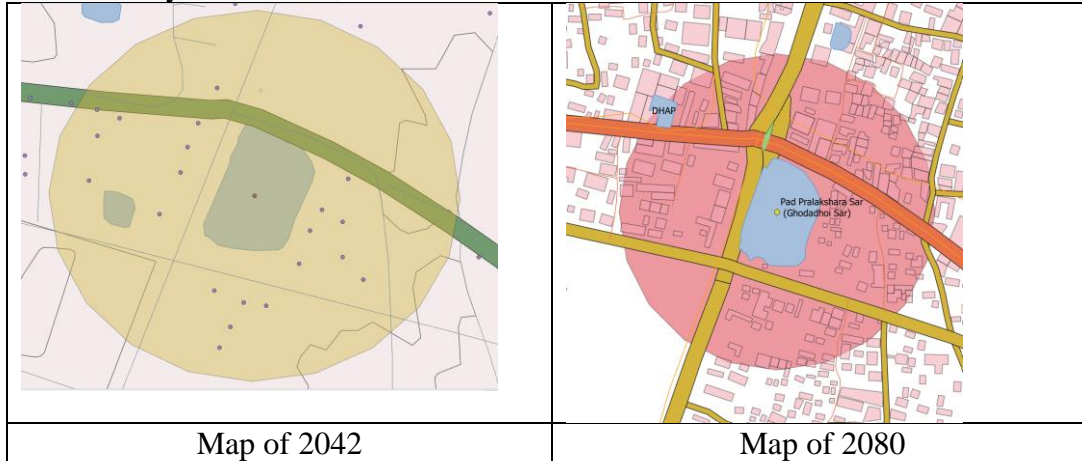 DHAP
Pad Pralakshara Sar
(Ghodadhoi Sar)
Map of 2042
Map of 2080